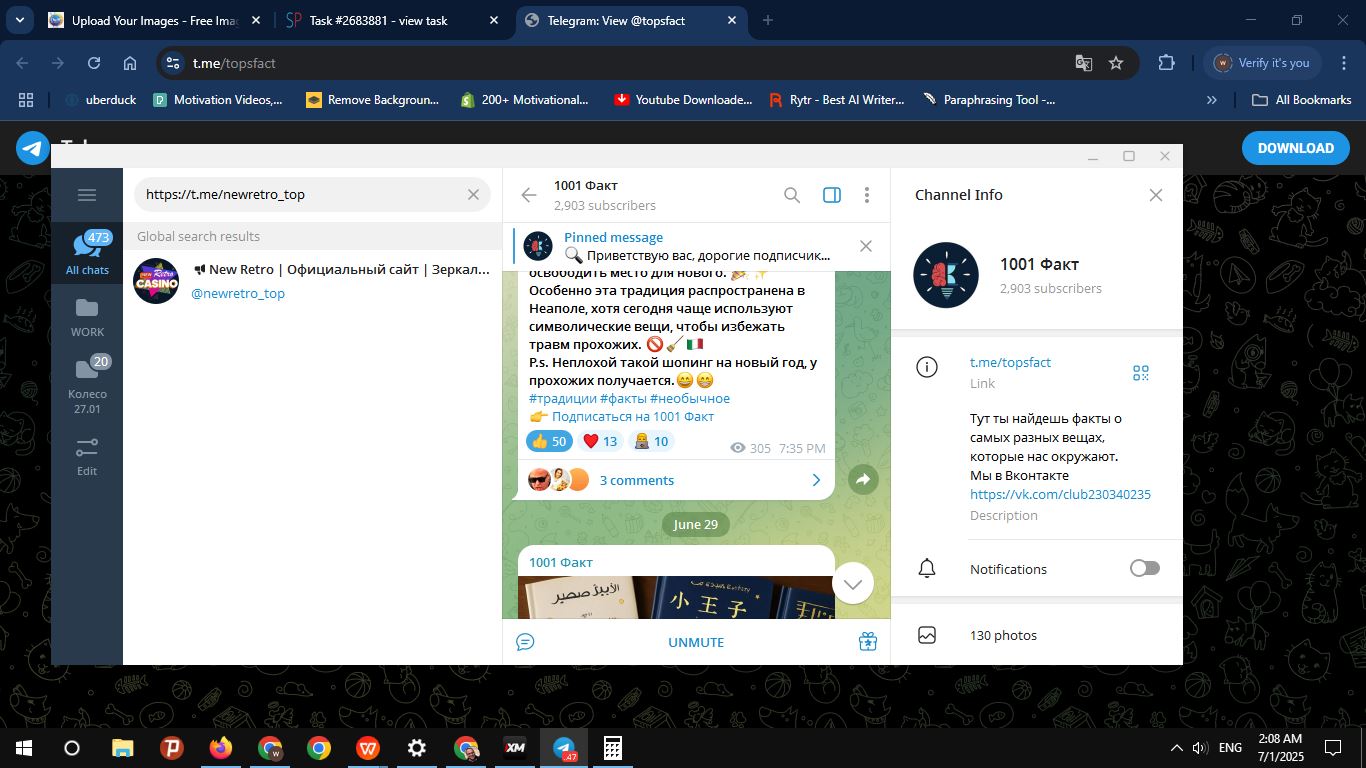 Upload Your Images - Free Imag
Task #2683881 - view task
Telegram: View @topsfact
t.me/topsfact
Verify it's you
uberduck
Motivation Videos,...
Remove Backgroun...
200+ Motivational...
Youtube Downloade...
Rytr - Best AI Writer...
Paraphrasing Tool -...
All Bookmarks
DOWNLOAD
https://t.me/newretro_top
Global search results
New Retro | Официальный сайт | Зеркал...
@newretro_top
new Retro
CASINO
473
All chats
WORK
20
Колесо
27.01
Edit
1001 Факт
2,903 subscribers
Pinned message
🔍 Приветствую вас, дорогие подписчик...
освободить место для нового. 🎉✨
Особенно эта традиция распространена в
Неаполе, хотя сегодня чаще используют
символические вещи, чтобы избежать
травм прохожих. 🚫🧹🇮🇹
P.s. Неплохой такой шопинг на новый год, у
прохожих получается.😄😁
#традиции #факты #необычное
👉 Подписаться на 1001 Факт
👍 50 ❤️ 13 👨‍💻 10
305 7:35 PM
3 comments
June 29
1001 Факт
小王子
UNMUTE
Channel Info
1001 Факт
2,903 subscribers
t.me/topsfact
Link
Тут ты найдешь факты о
самых разных вещах,
которые нас окружают.
Мы в Вконтакте
https://vk.com/club230340235
Description
Notifications
130 photos
ENG
2:08 AM
7/1/2025